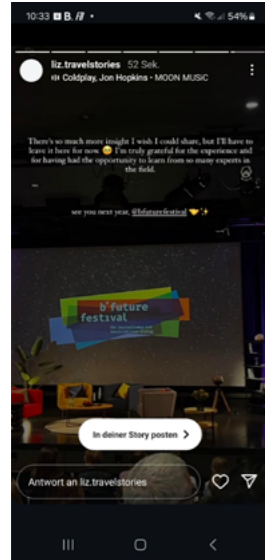 10:33
54%
liz.travelstories 52 Sek.
Coldplay, Jon Hopkins • MOON MUSiC
There's so much more insight I wish I could share, but I'll have to
leave it here for now 🥹 I'm truly grateful for the experience and
for having had the opportunity to learn from so many experts in
the field.
see you next year, @bfuturefestival 🧡✨
b°future
festival
In deiner Story posten
Antwort an liz.travelstories